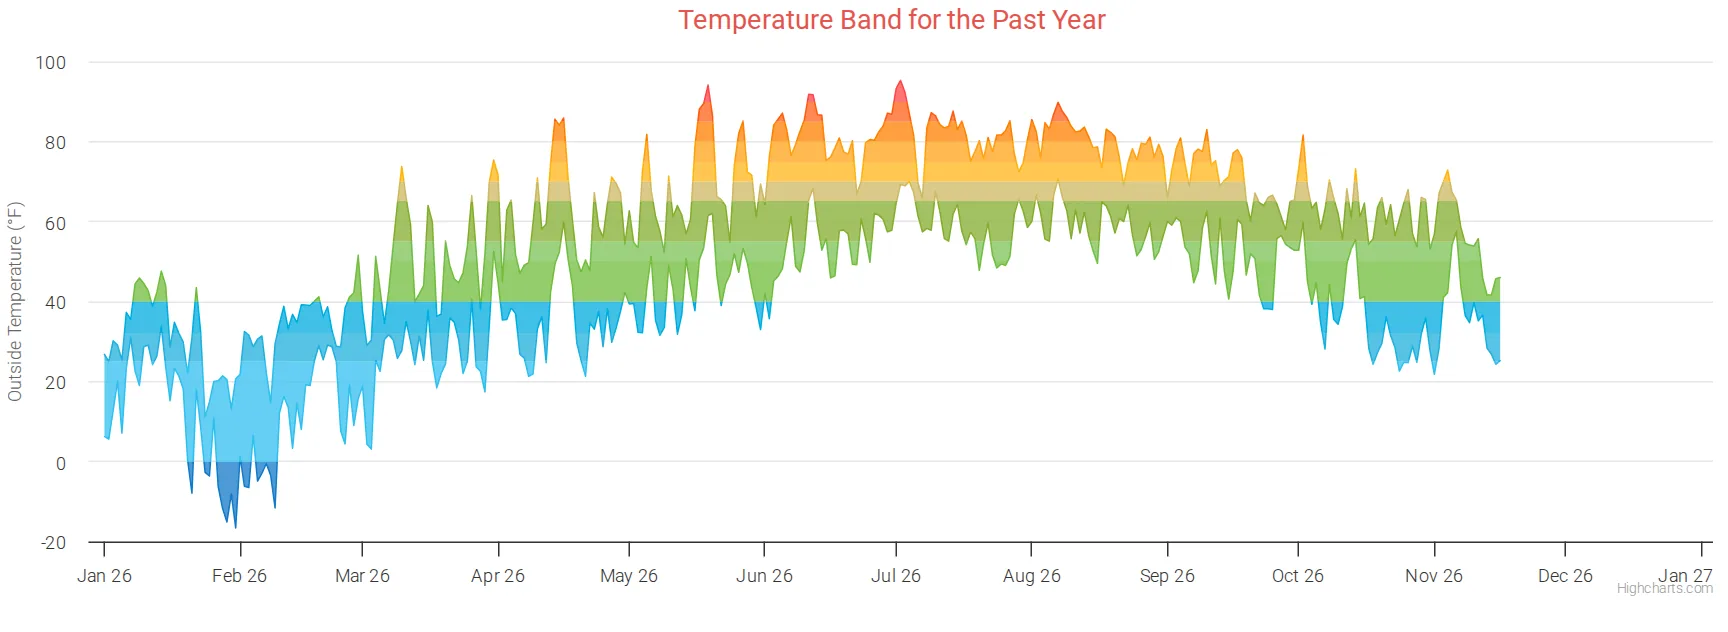 Temperature Band for the Past Year
Outside Temperature (°F)
100
80
60
40
20
0
-20
Jan 26
Feb 26
Mar 26
Apr 26
May 26
Jun 26
Jul 26
Aug 26
Sep 26
Oct 26
Nov 26
Dec 26
Jan 27
Highcharts.com